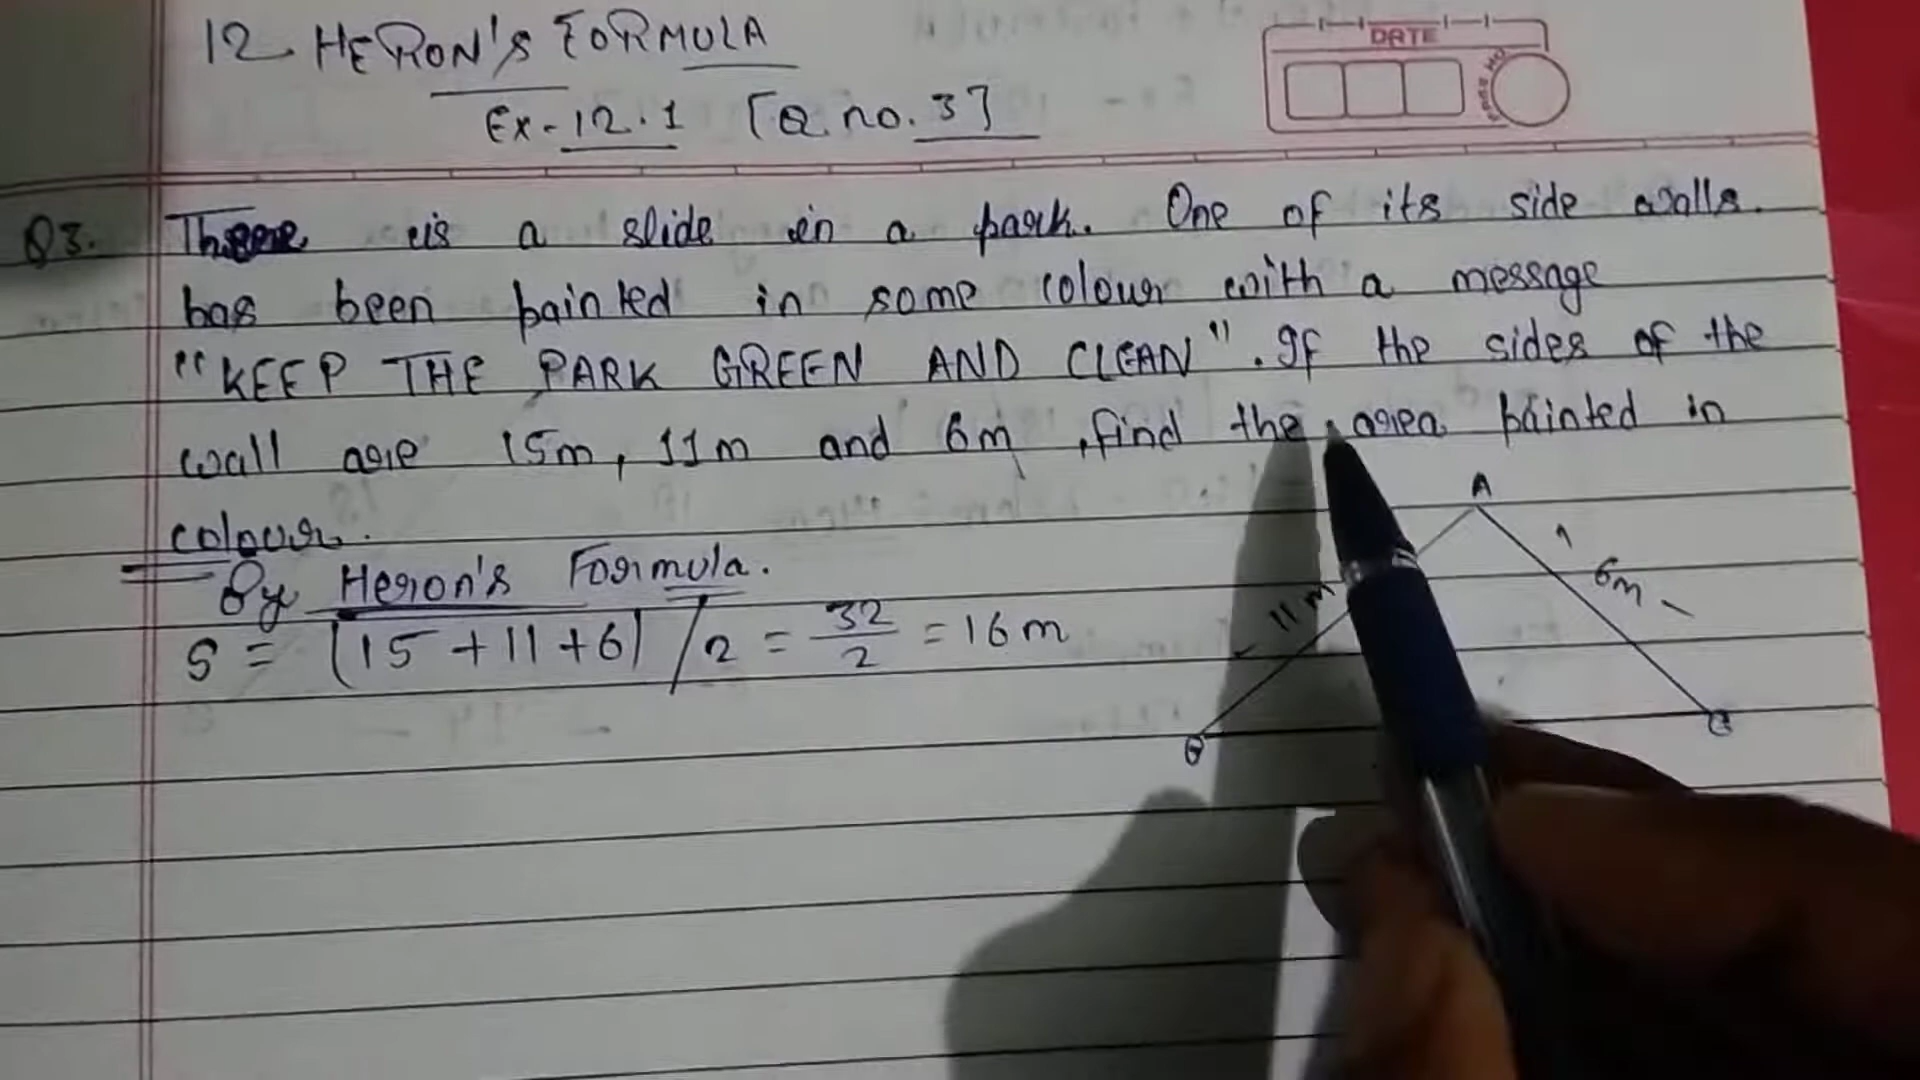 12 HERON'S FORMULA
Ex-12.1 [Q.no.3]
DATE
Q3. There is a slide in a park. One of its side walls.
has been painted in some colour with a message
"KEEP THE PARK GREEN AND CLEAN". If the sides of the
wall are 15m, 11m and 6m, find the area painted in
colour.
By Heron's Formula.
S = (15+11+6)/2 = 32/2 = 16m
A
11m
6m
B
C